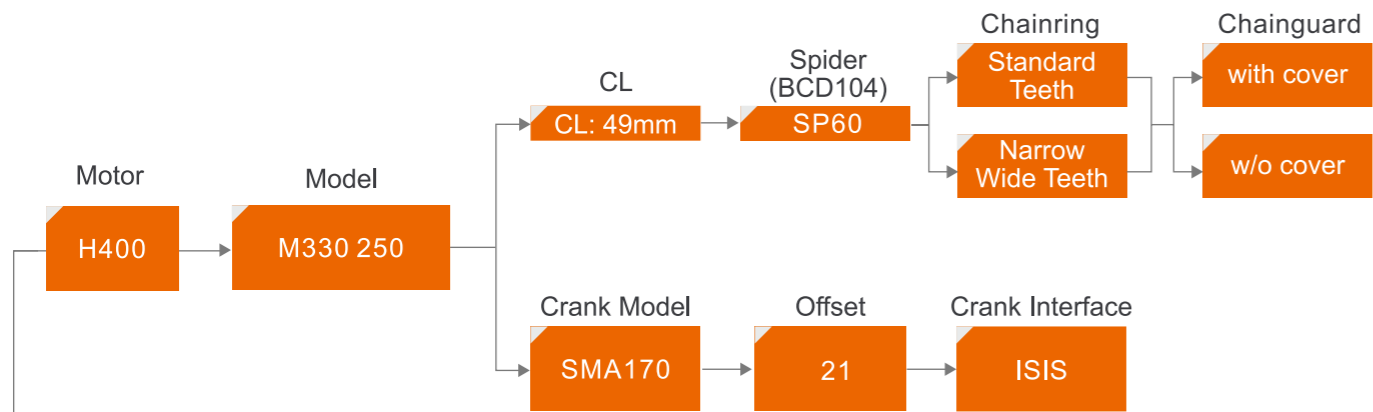 Chainring
Chainguard
Spider
(BCD104)
CL
Standard
Teeth
with cover
CL: 49mm
SP60
Narrow
Wide Teeth
w/o cover
Motor
Model
H400
M330 250
Crank Model
Offset
Crank Interface
SMA170
21
ISIS